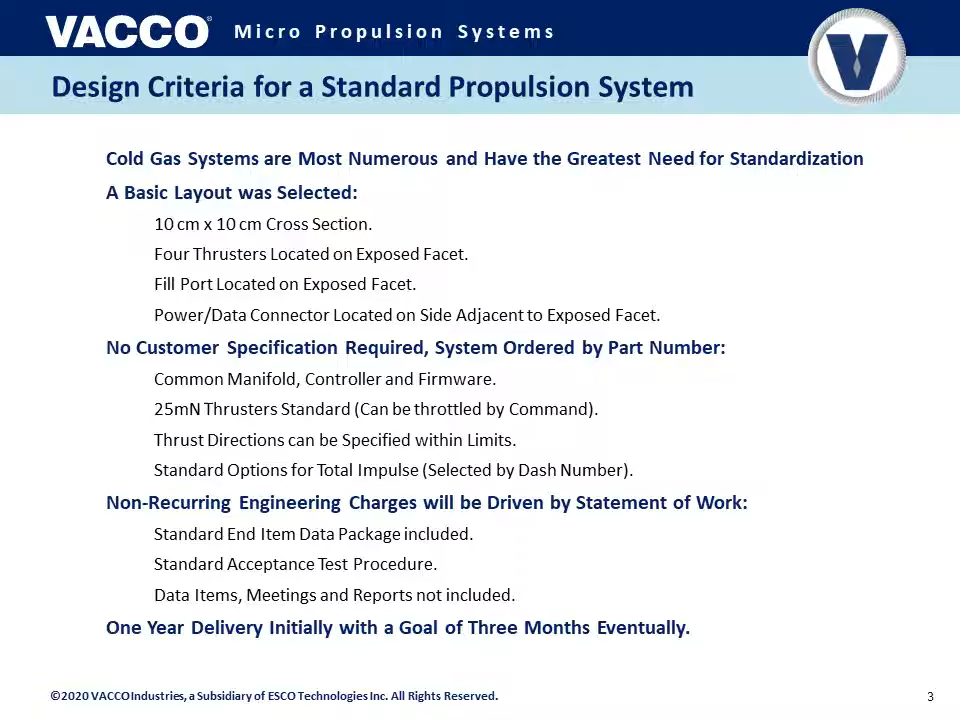 VACCO® Micro Propulsion Systems
Design Criteria for a Standard Propulsion System
V
Cold Gas Systems are Most Numerous and Have the Greatest Need for Standardization
A Basic Layout was Selected:
10 cm x 10 cm Cross Section.
Four Thrusters Located on Exposed Facet.
Fill Port Located on Exposed Facet.
Power/Data Connector Located on Side Adjacent to Exposed Facet.
No Customer Specification Required, System Ordered by Part Number:
Common Manifold, Controller and Firmware.
25mN Thrusters Standard (Can be throttled by Command).
Thrust Directions can be Specified within Limits.
Standard Options for Total Impulse (Selected by Dash Number).
Non-Recurring Engineering Charges will be Driven by Statement of Work:
Standard End Item Data Package included.
Standard Acceptance Test Procedure.
Data Items, Meetings and Reports not included.
One Year Delivery Initially with a Goal of Three Months Eventually.
©2020 VACCO Industries, a Subsidiary of ESCO Technologies Inc. All Rights Reserved.
3